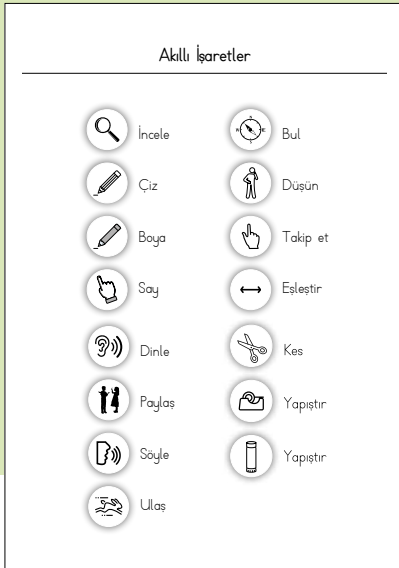 Akıllı İşaretler
İncele
Çiz
Boya
Say
Dinle
Paylaş
Söyle
Ulaş
Bul
Düşün
Takip et
Eşleştir
Kes
Yapıştır
Yapıştır